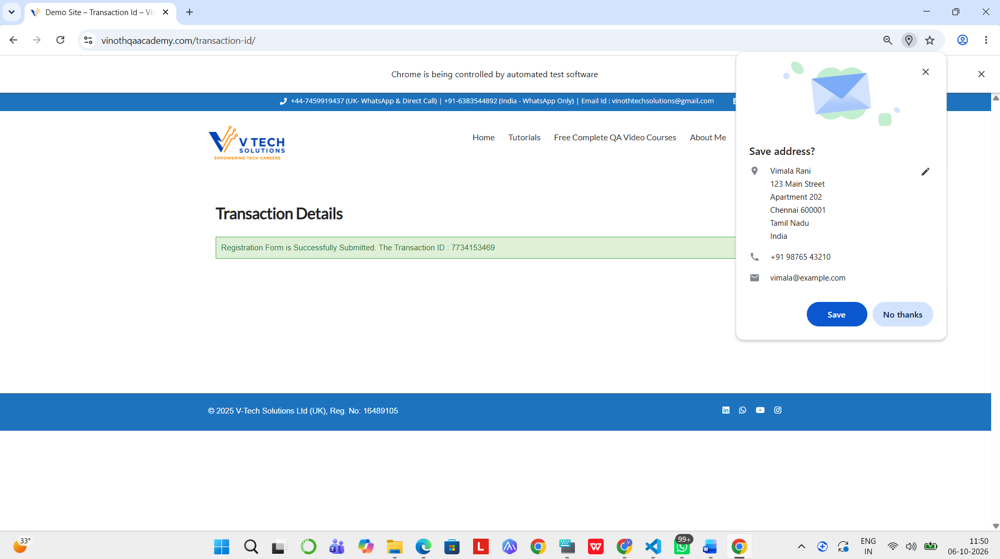 Demo Site – Transaction Id – Vi
vinothqaacademy.com/transaction-id/
Chrome is being controlled by automated test software
+44-7459919437 (UK- WhatsApp & Direct Call) | +91-6383544892 (India - WhatsApp Only) | Email Id : vinothtechsolutions@gmail.com
V TECH
SOLUTIONS
EMPOWERING TECH CAREERS
Home
Tutorials
Free Complete QA Video Courses
About Me
Transaction Details
Registration Form is Successfully Submitted. The Transaction ID : 7734153469
Save address?
Vimala Rani
123 Main Street
Apartment 202
Chennai 600001
Tamil Nadu
India
+91 98765 43210
vimala@example.com
Save
No thanks
© 2025 V-Tech Solutions Ltd (UK), Reg. No: 16489105
33°
L
W
V
99+
W
ENG
IN
11:50
06-10-2026